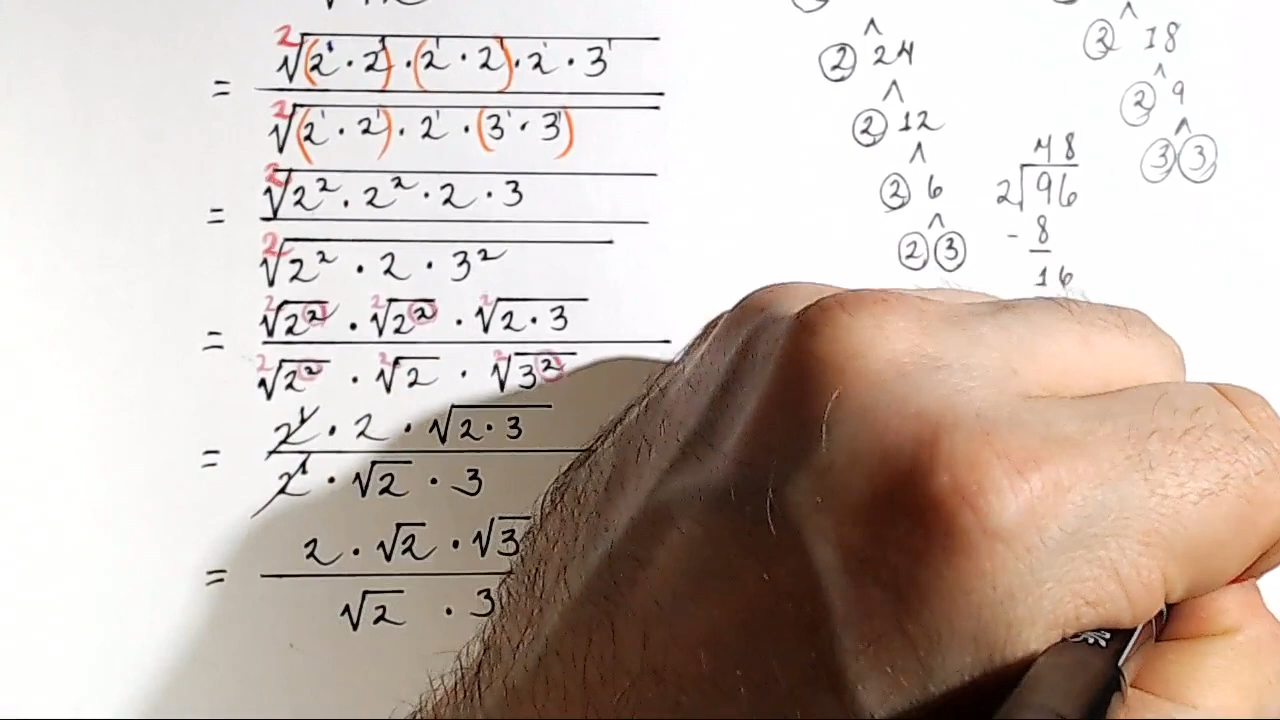 = ²√(2¹ · 2¹) · (2¹ · 2¹) · 2¹ · 3¹
²√(2¹ · 2¹) · 2¹ · (3¹ · 3¹)
= ²√2² · 2² · 2 · 3
²√2² · 2 · 3²
= ²√2² · ²√2² · ²√2 · 3
²√2² · ²√2 · ²√3²
= 2¹ · 2 · √2 · 3
2¹ · √2 · 3
= 2 · √2 · √3
√2 · 3
2 24
2 12
2 6
2 3
48
2√96
- 8
16
2 18
2 9
3 3